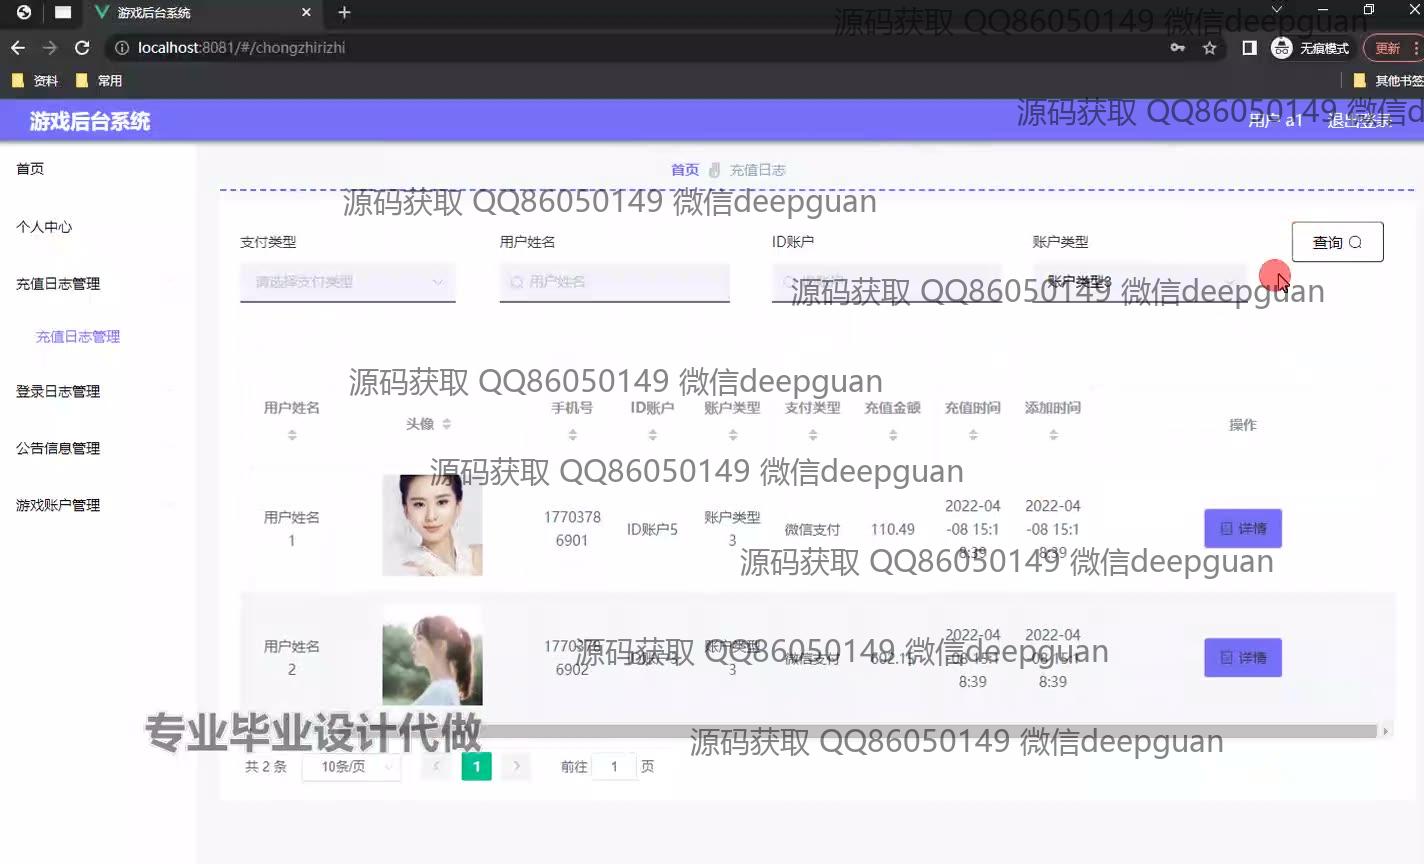 游戏后台系统
源码获取 QQ86050149 微信deepguan
localhost:8081/#/chongzhirizhi
无痕模式
更新
资料
常用
其他书签
游戏后台系统
源码获取 QQ86050149 微信d
用户 a1
退出登录
首页
首页
充值日志
源码获取 QQ86050149 微信deepguan
个人中心
支付类型
用户姓名
ID账户
账户类型
查询
请选择支付类型
用户姓名
账户类型3
源码获取 QQ86050149 微信deepguan
充值日志管理
充值日志管理
登录日志管理
公告信息管理
游戏账户管理
源码获取 QQ86050149 微信deepguan
用户姓名
头像
手机号
ID账户
账户类型
支付类型
充值金额
充值时间
添加时间
操作
源码获取 QQ86050149 微信deepguan
用户姓名
1
1770378
6901
ID账户5
账户类型
3
微信支付
110.49
2022-04
-08 15:1
8:39
2022-04
-08 15:1
8:39
详情
源码获取 QQ86050149 微信deepguan
用户姓名
2
1770378
6902
账户类型
3
微信支付
2022-04
-08 15:1
8:39
2022-04
-08 15:1
8:39
详情
源码获取 QQ86050149 微信deepguan
专业毕业设计代做
源码获取 QQ86050149 微信deepguan
共 2 条
10条/页
1
前往
1
页